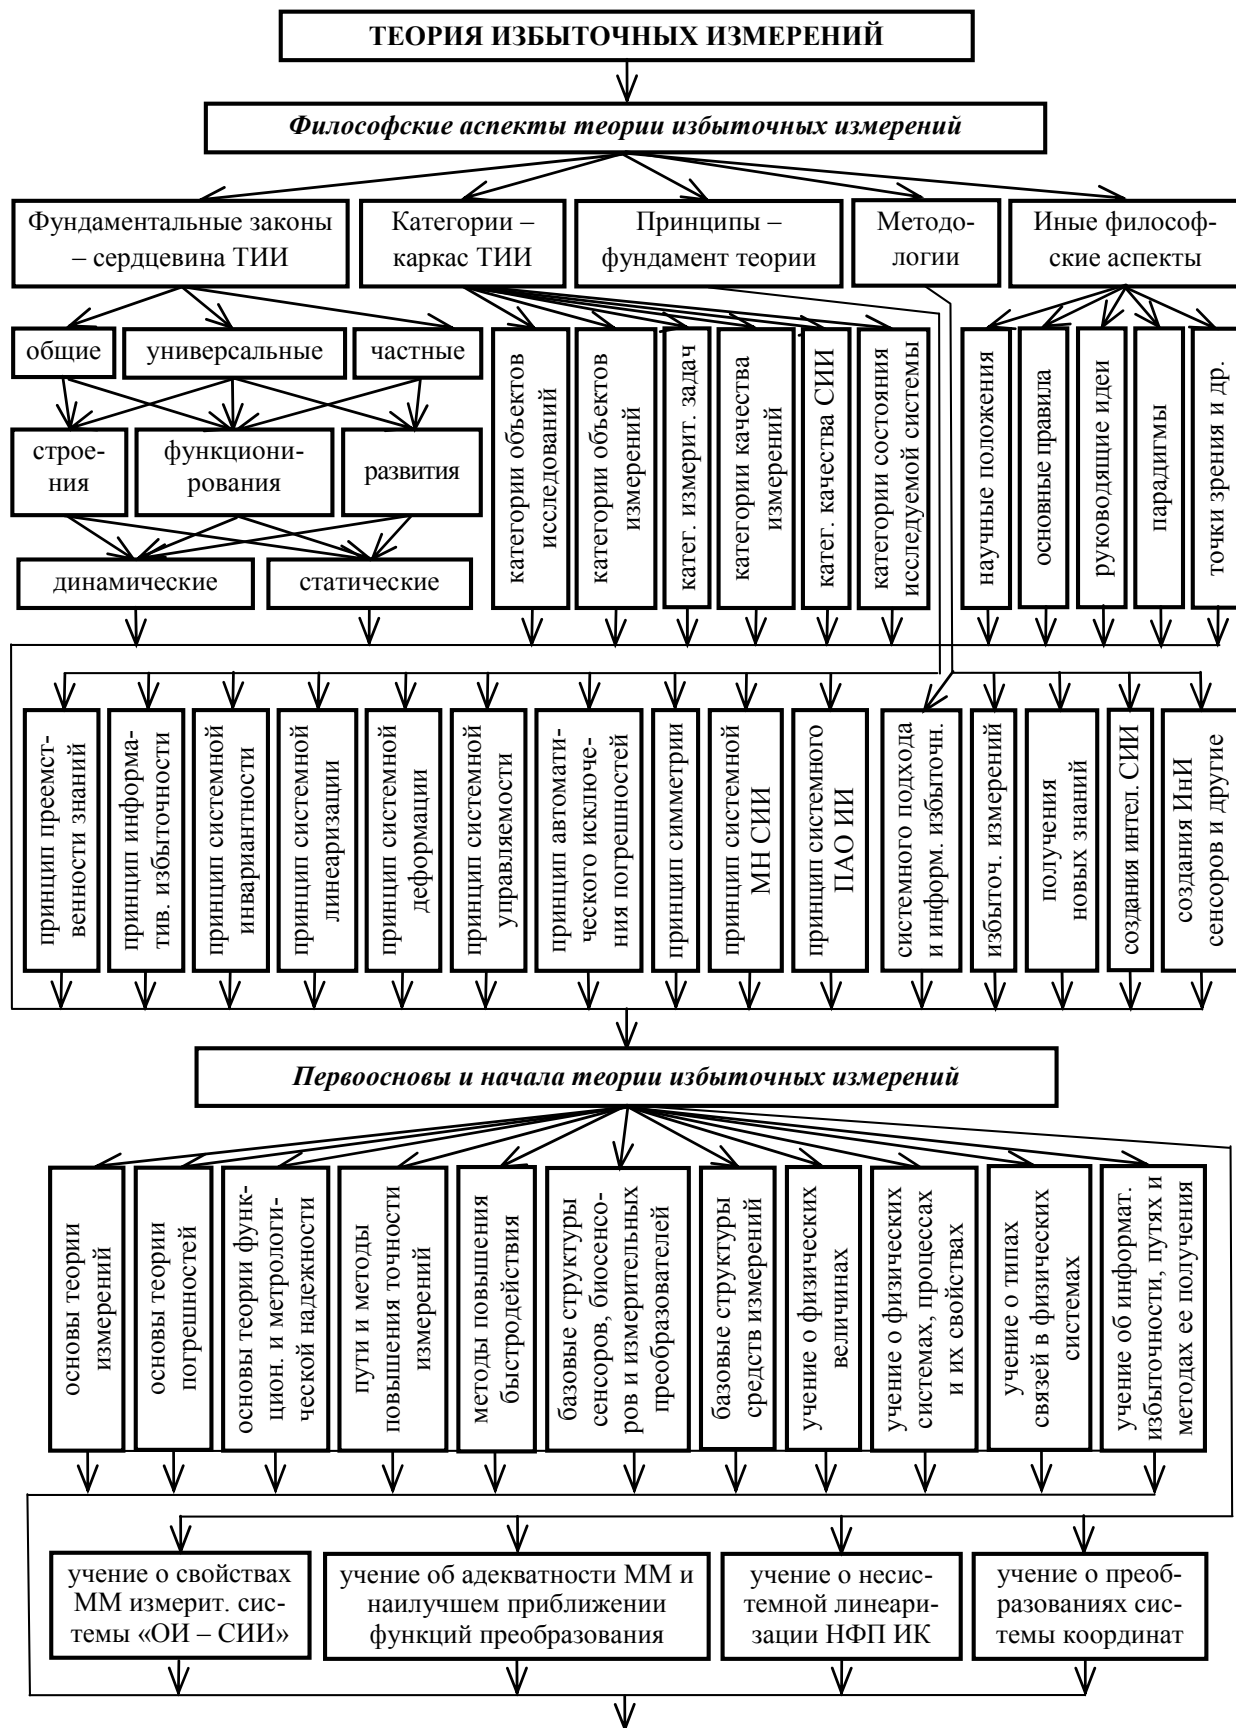 ТЕОРИЯ ИЗБЫТОЧНЫХ ИЗМЕРЕНИЙ
Философские аспекты теории избыточных измерений
Фундаментальные законы
– сердцевина ТИИ
Категории –
каркас ТИИ
Принципы –
фундамент теории
Методо-
логии
Иные философ-
ские аспекты
общие
универсальные
частные
строе-
ния
функциони-
рования
развития
динамические
статические
категории объектов
исследований
категории объектов
измерений
катег. измерит. задач
категории качества
измерений
катег. качества СИИ
категории состояния
исследуемой системы
научные положения
основные правила
руководящие идеи
парадигмы
точки зрения и др.
принцип преемст-
венности знаний
принцип информа-
тив. избыточности
принцип системной
инвариантности
принцип системной
линеаризации
принцип системной
деформации
принцип системной
управляемости
принцип автомати-
ческого исключе-
ния погрешностей
принцип симметрии
принцип системной
МН СИИ
принцип системного
ПАО ИИ
системного подхода
и информ. избыточн.
избыточ. измерений
получения
новых знаний
создания интел. СИИ
создания ИнИ
сенсоров и другие
Первоосновы и начала теории избыточных измерений
основы теории
измерений
основы теории
погрешностей
основы теории функ-
цион. и метрологи-
ческой надежности
пути и методы
повышения точности
измерений
методы повышения
быстродействия
базовые структуры
сенсоров, биосенсо-
ров и измерительных
преобразователей
базовые структуры
средств измерений
учение о физических
величинах
учение о физических
системах, процессах
и их свойствах
учение о типах
связей в физических
системах
учение об информат.
избыточности, путях и
методах ее получения
учение о свойствах
ММ измерит. сис-
темы «ОИ – СИИ»
учение об адекватности ММ и
наилучшем приближении
функций преобразования
учение о несис-
темной линеари-
зации НФП ИК
учение о преоб-
разованиях сис-
темы координат